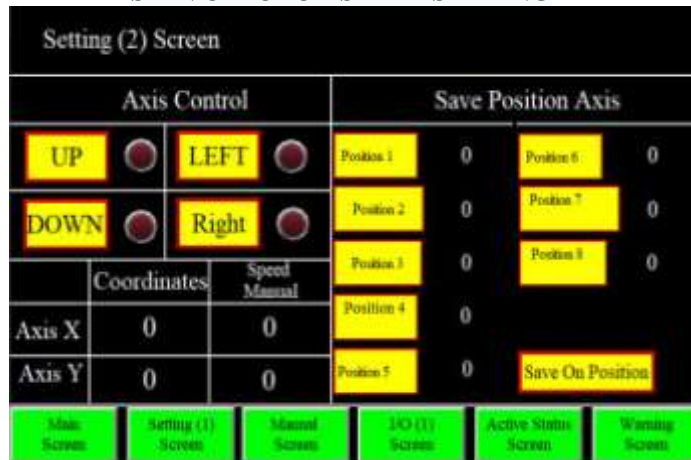 Setting (2) Screen
Axis Control
Save Position Axis
UP
LEFT
Position 1
0
Position 6
0
DOWN
Right
Position 2
0
Position 7
0
Coordinates
Speed
Manual
Position 3
0
Position 8
0
Axis X
0
0
Position 4
0
Axis Y
0
0
Position 5
0
Save On Position
Main
Screen
Setting (1)
Screen
Manual
Screen
I/O (1)
Screen
Active Status
Screen
Warning
Screen